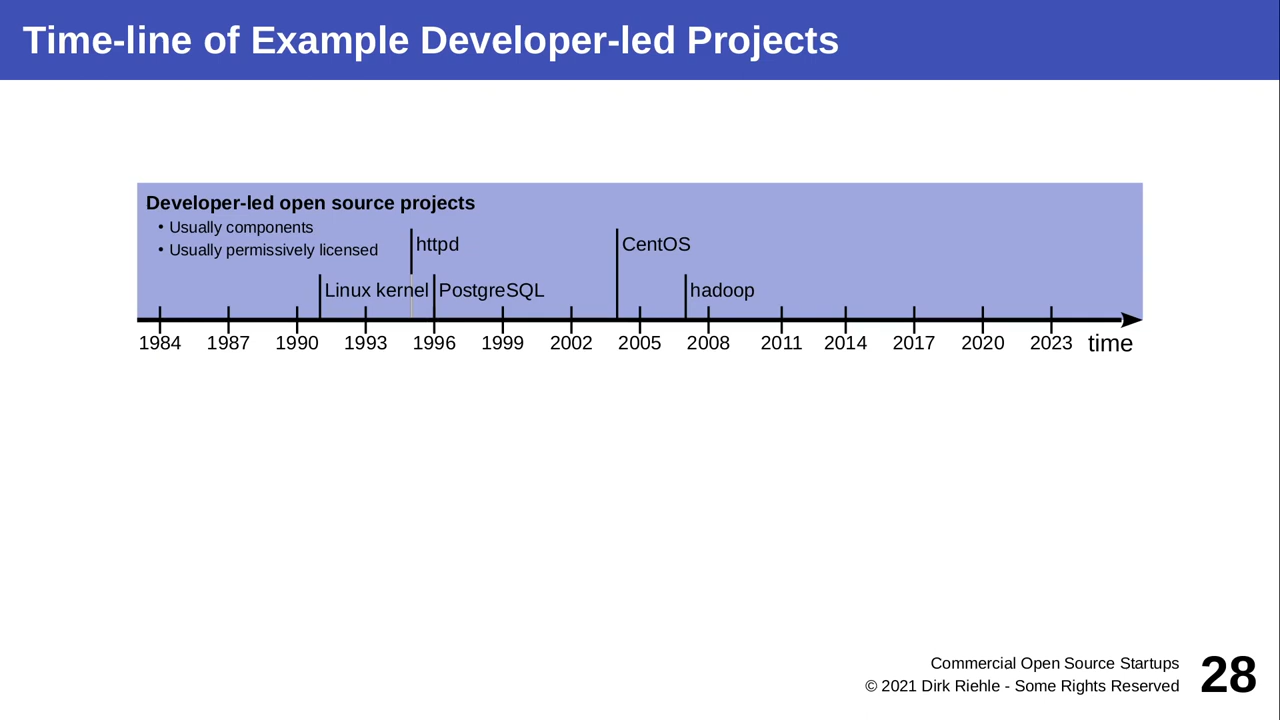 Time-line of Example Developer-led Projects
Developer-led open source projects
• Usually components
• Usually permissively licensed
httpd
CentOS
Linux kernel
PostgreSQL
hadoop
1984 1987 1990 1993 1996 1999 2002 2005 2008 2011 2014 2017 2020 2023 time
Commercial Open Source Startups
© 2021 Dirk Riehle - Some Rights Reserved
28